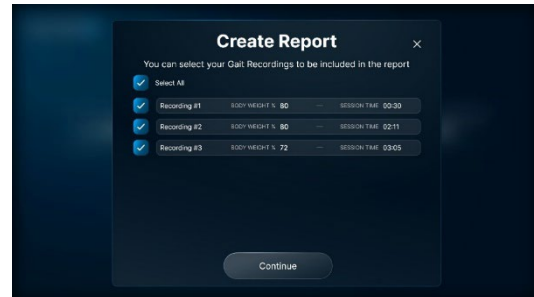 Create Report
You can select your Gait Recordings to be included in the report
Select All
Recording #1 BODY WEIGHT % 80 — SESSION TIME 00:30
Recording #2 BODY WEIGHT % 80 — SESSION TIME 02:11
Recording #3 BODY WEIGHT % 72 — SESSION TIME 03:05
Continue